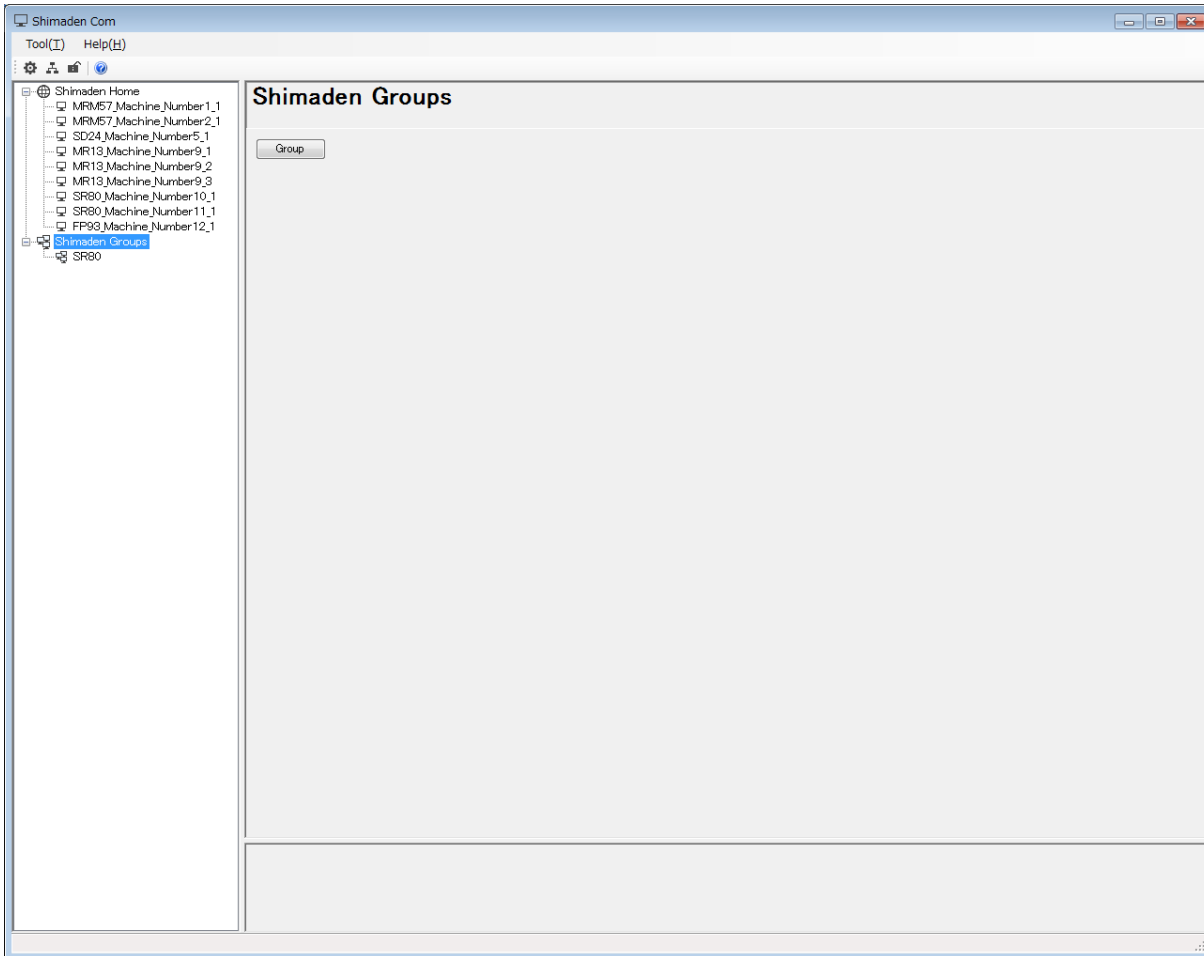 Shimaden Com
Tool(T) Help(H)
Shimaden Home
MRM57_Machine_Number1_1
MRM57_Machine_Number2_1
SD24_Machine_Number5_1
MR13_Machine_Number9_1
MR13_Machine_Number9_2
MR13_Machine_Number9_3
SR80_Machine_Number10_1
SR80_Machine_Number11_1
FP93_Machine_Number12_1
Shimaden Groups
SR80
Shimaden Groups
Group